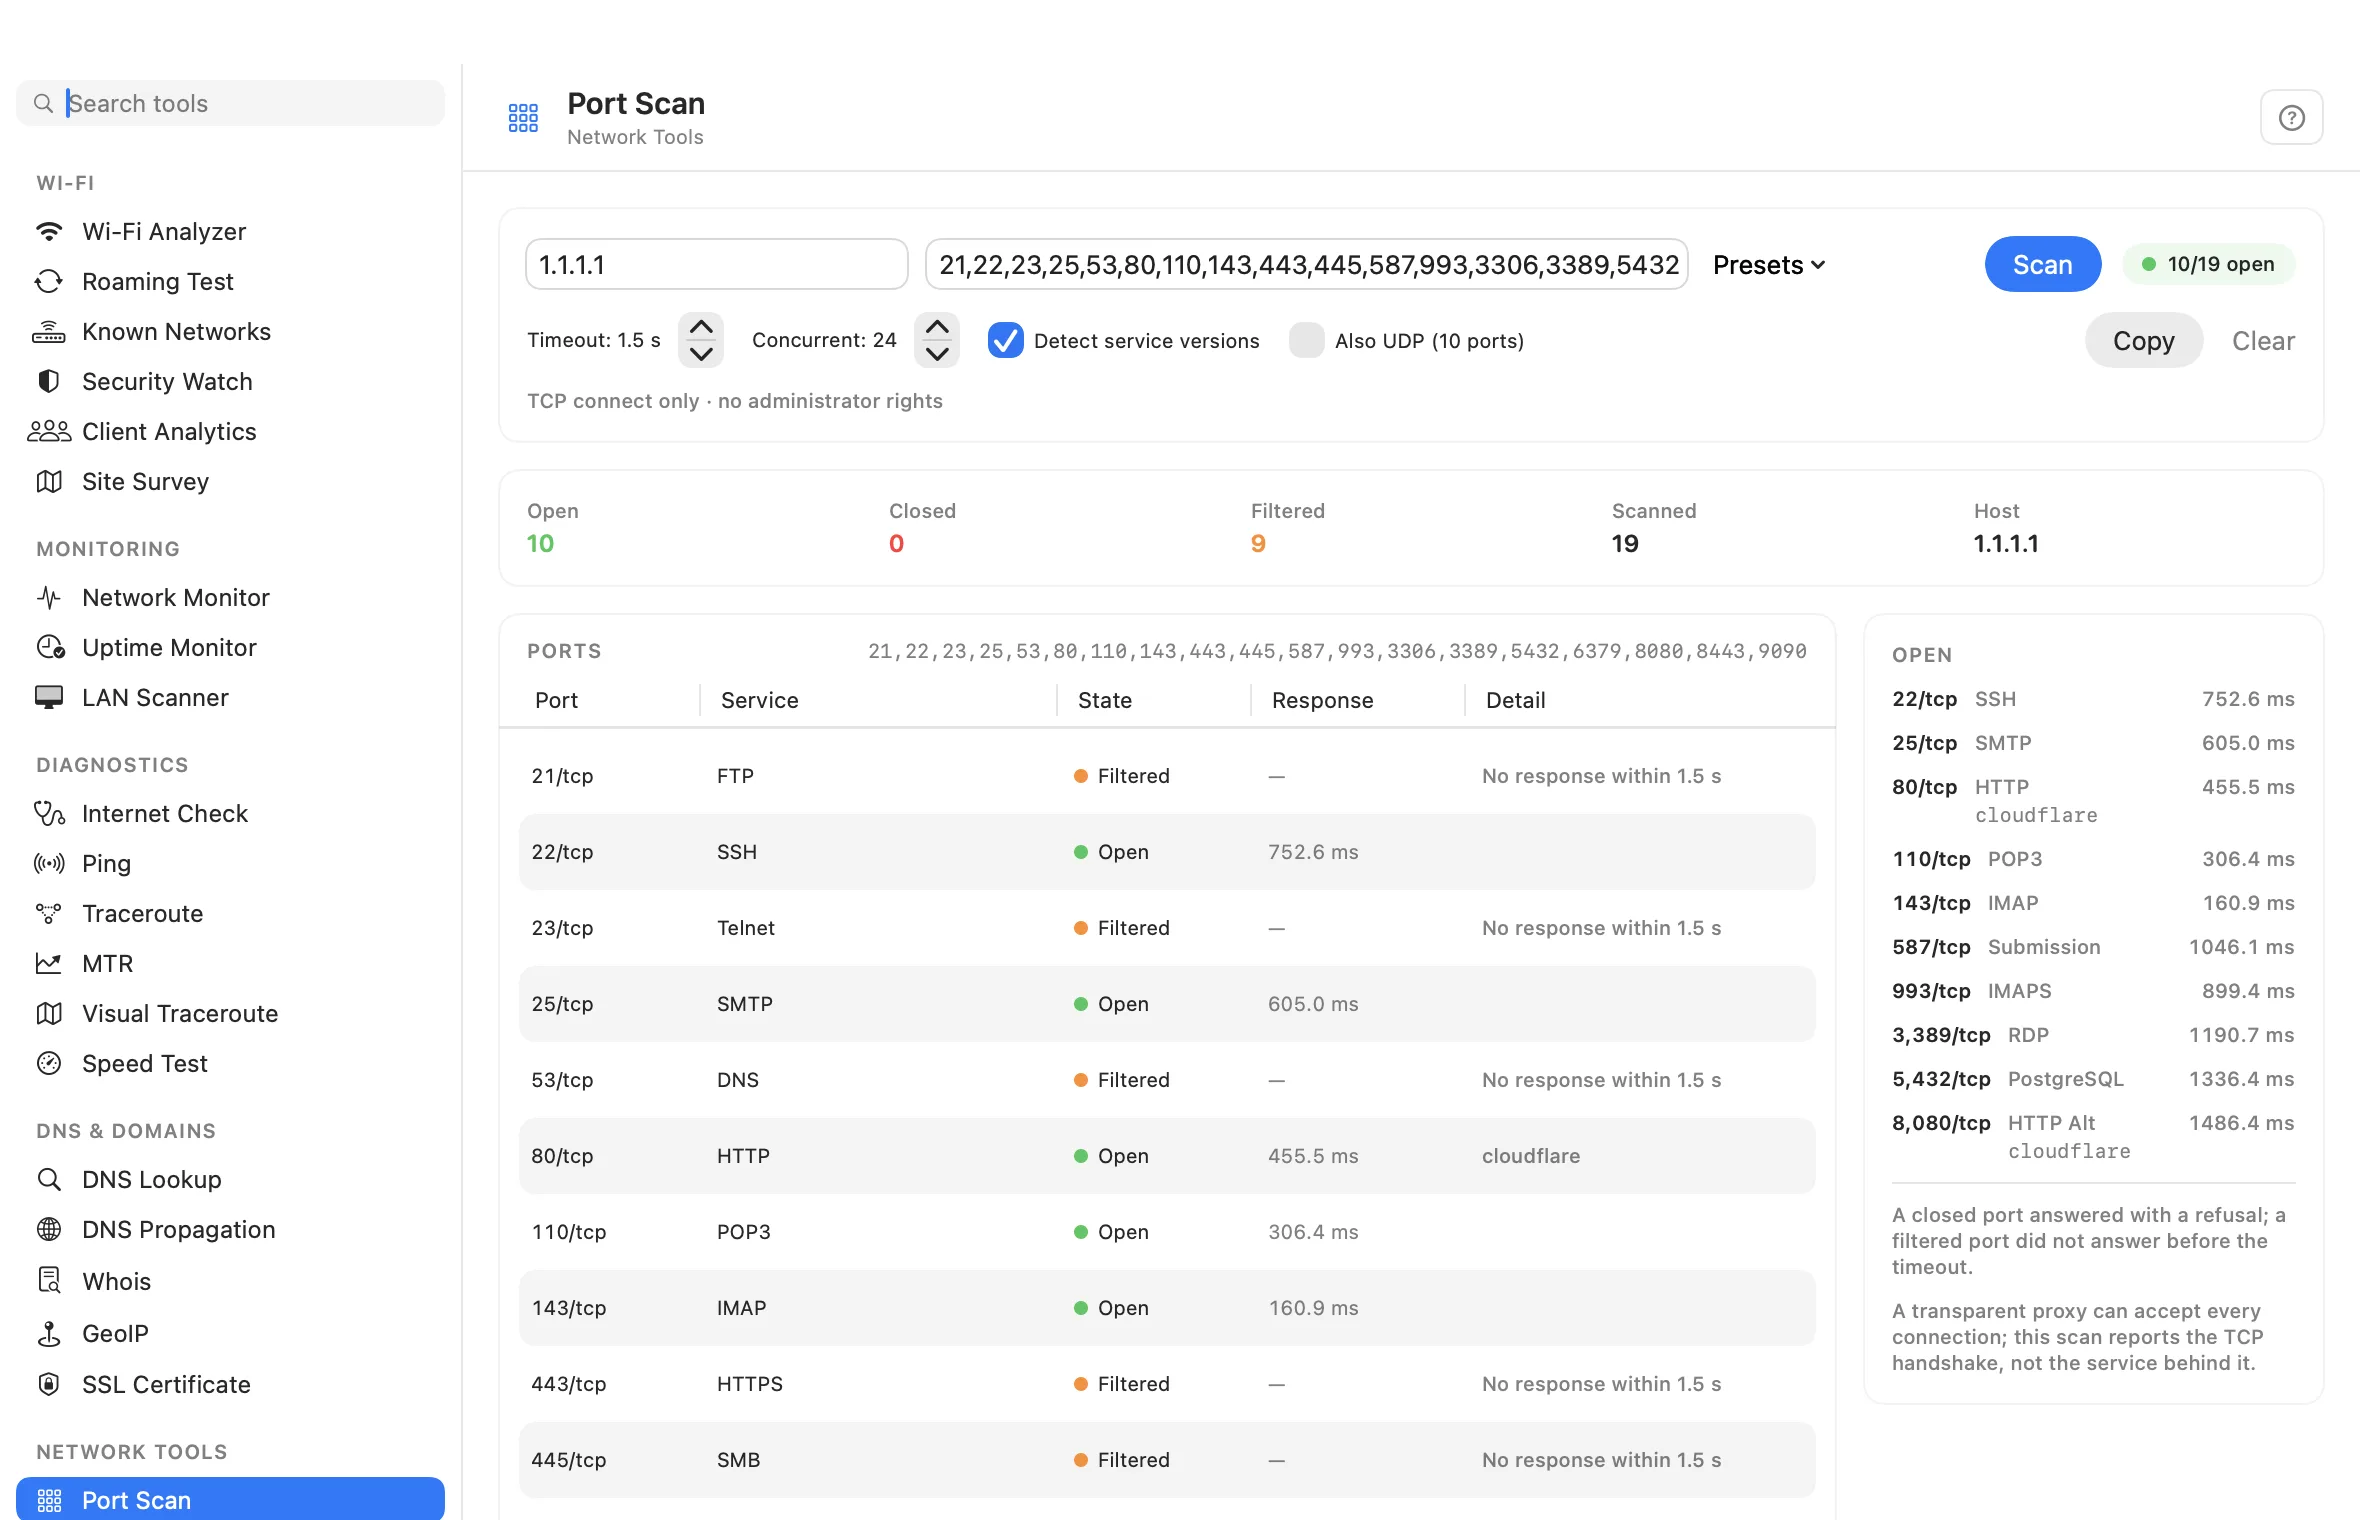 Search tools
WI-FI
Wi-Fi Analyzer
Roaming Test
Known Networks
Security Watch
Client Analytics
Site Survey
MONITORING
Network Monitor
Uptime Monitor
LAN Scanner
DIAGNOSTICS
Internet Check
Ping
Traceroute
MTR
Visual Traceroute
Speed Test
DNS & DOMAINS
DNS Lookup
DNS Propagation
Whois
GeoIP
SSL Certificate
NETWORK TOOLS
Port Scan
Port Scan
Network Tools
?
1.1.1.1 21,22,23,25,53,80,110,143,443,445,587,993,3306,3389,5432 Presets Scan 10/19 open
Timeout: 1.5 s Concurrent: 24 Detect service versions Also UDP (10 ports) Copy Clear
TCP connect only · no administrator rights
Open Closed Filtered Scanned Host
10 0 9 19 1.1.1.1
PORTS 21,22,23,25,53,80,110,143,443,445,587,993,3306,3389,5432,6379,8080,8443,9090
Port Service State Response Detail
21/tcp FTP Filtered — No response within 1.5 s
22/tcp SSH Open 752.6 ms
23/tcp Telnet Filtered — No response within 1.5 s
25/tcp SMTP Open 605.0 ms
53/tcp DNS Filtered — No response within 1.5 s
80/tcp HTTP Open 455.5 ms cloudflare
110/tcp POP3 Open 306.4 ms
143/tcp IMAP Open 160.9 ms
443/tcp HTTPS Filtered — No response within 1.5 s
445/tcp SMB Filtered — No response within 1.5 s
OPEN
22/tcp SSH 752.6 ms
25/tcp SMTP 605.0 ms
80/tcp HTTP 455.5 ms
cloudflare
110/tcp POP3 306.4 ms
143/tcp IMAP 160.9 ms
587/tcp Submission 1046.1 ms
993/tcp IMAPS 899.4 ms
3,389/tcp RDP 1190.7 ms
5,432/tcp PostgreSQL 1336.4 ms
8,080/tcp HTTP Alt 1486.4 ms
cloudflare
A closed port answered with a refusal; a
filtered port did not answer before the
timeout.
A transparent proxy can accept every
connection; this scan reports the TCP
handshake, not the service behind it.